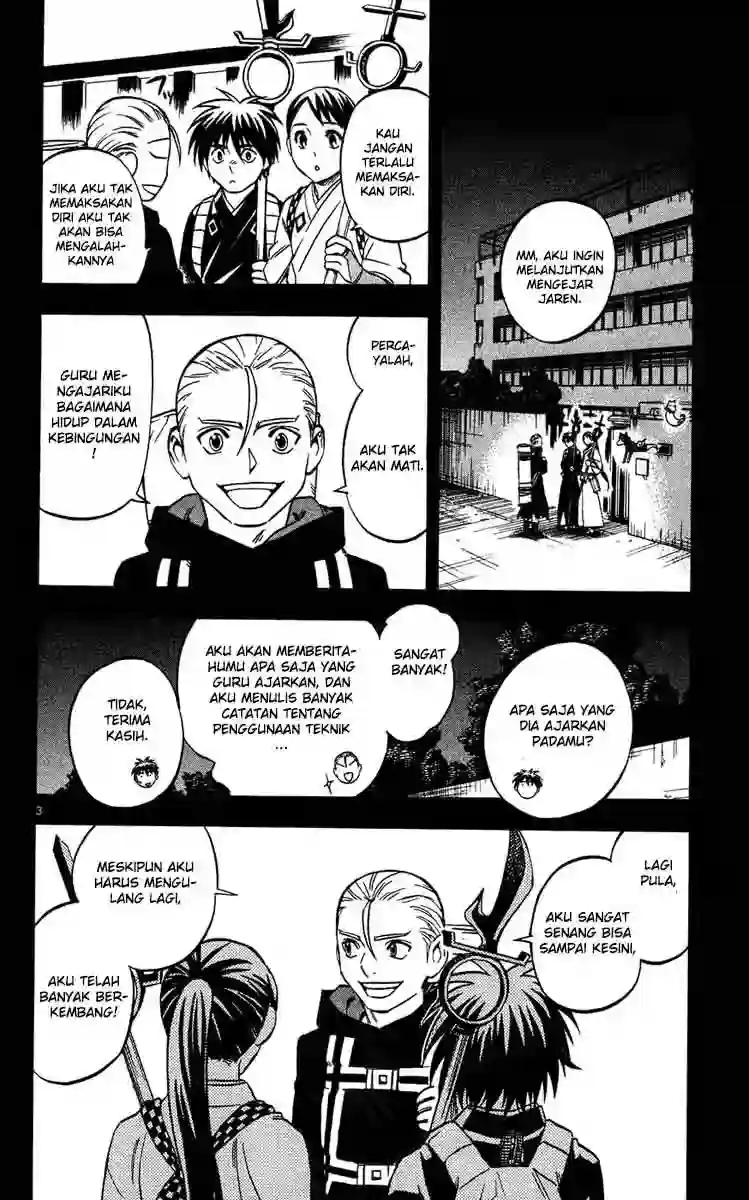 MM, AKU INGIN
MELANJUTKAN
MENGEJAR
JAREN.
KAU
JANGAN
TERLALU
MEMAKSA-
KAN DIRI.
JIKA AKU TAK
MEMAKSAKAN
DIRI AKU TAK
AKAN BISA
MENGALAH-
KANNYA
PERCA-
YALAH,
AKU TAK
AKAN MATI.
GURU ME-
NGAJARIKU
BAGAIMANA
HIDUP DALAM
KEBINGUNGAN
!
APA SAJA YANG
DIA AJARKAN
PADAMU?
SANGAT
BANYAK!
AKU AKAN MEMBERITA-
HUMU APA SAJA YANG
GURU AJARKAN, DAN
AKU MENULIS BANYAK
CATATAN TENTANG
PENGGUNAAN TEKNIK
...
TIDAK,
TERIMA
KASIH.
3
LAGI
PULA,
AKU SANGAT
SENANG BISA
SAMPAI KESINI,
MESKIPUN AKU
HARUS MENGU-
LANG LAGI,
AKU TELAH
BANYAK BER-
KEMBANG!